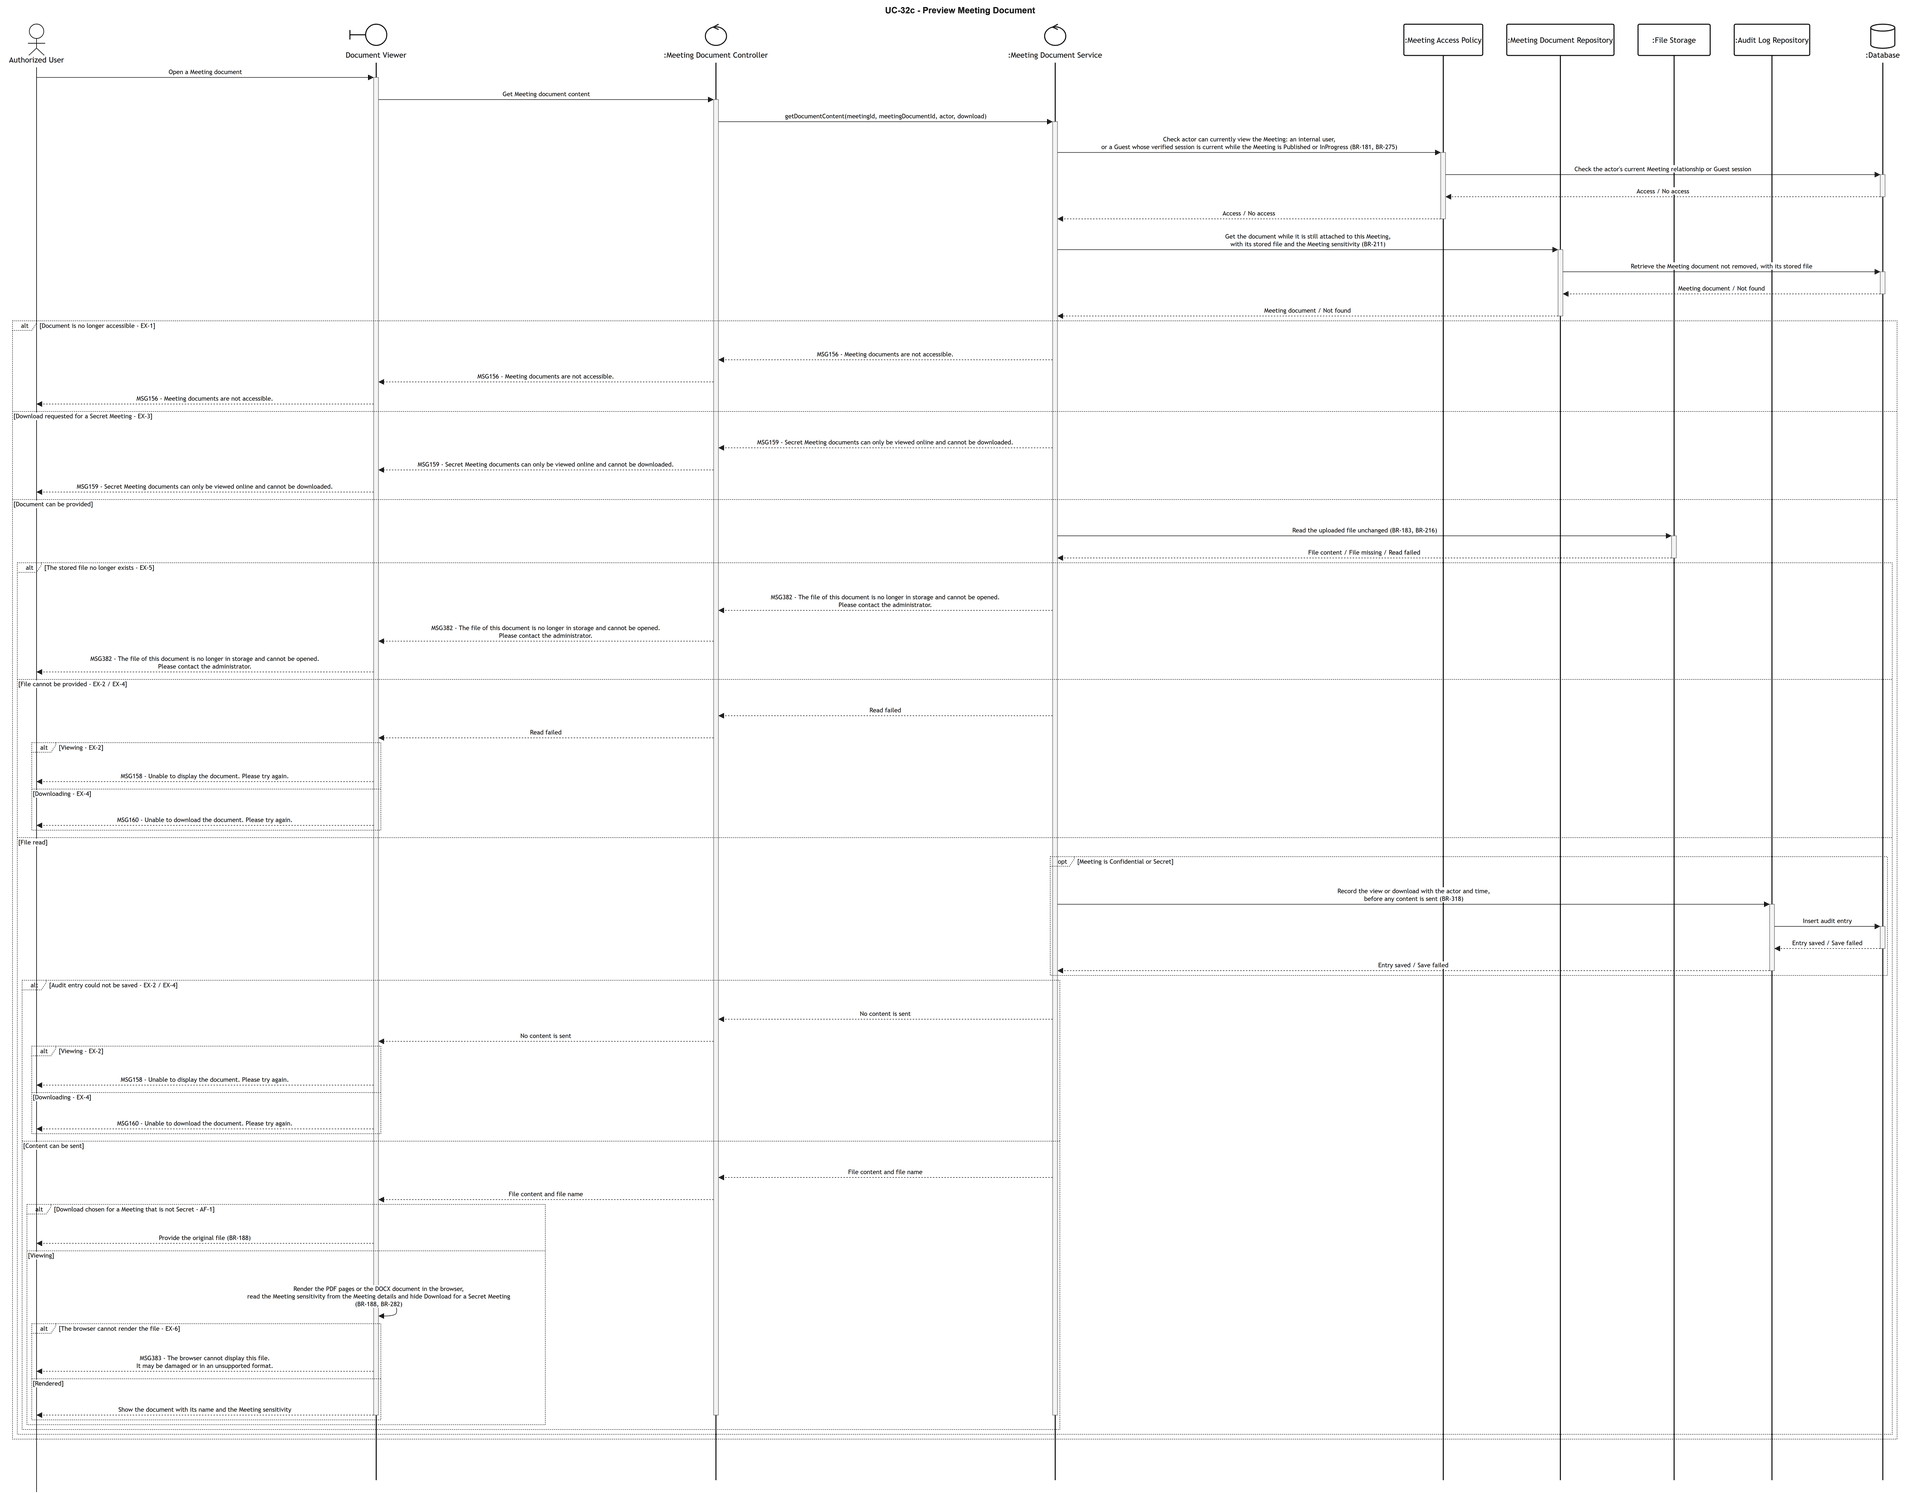 UC-32c - Preview Meeting Document
Authorized User
Document Viewer
:Meeting Document Controller
:Meeting Document Service
:Meeting Access Policy
:Meeting Document Repository
:File Storage
:Audit Log Repository
:Database
Open a Meeting document
Get Meeting document content
getDocumentContent(meetingId, meetingDocumentId, actor, download)
Check actor can currently view the Meeting: an internal user,
or a Guest whose verified session is current while the Meeting is Published or InProgress (BR-181, BR-275)
Check the actor's current Meeting relationship or Guest session
Access / No access
Access / No access
Get the document while it is still attached to this Meeting,
with its stored file and the Meeting sensitivity (BR-211)
Retrieve the Meeting document not removed, with its stored file
Meeting document / Not found
Meeting document / Not found
alt [Document is no longer accessible - EX-1]
MSG156 - Meeting documents are not accessible.
MSG156 - Meeting documents are not accessible.
MSG156 - Meeting documents are not accessible.
[Download requested for a Secret Meeting - EX-3]
MSG159 - Secret Meeting documents can only be viewed online and cannot be downloaded.
MSG159 - Secret Meeting documents can only be viewed online and cannot be downloaded.
MSG159 - Secret Meeting documents can only be viewed online and cannot be downloaded.
[Document can be provided]
Read the uploaded file unchanged (BR-183, BR-216)
File content / File missing / Read failed
alt [The stored file no longer exists - EX-5]
MSG382 - The file of this document is no longer in storage and cannot be opened.
Please contact the administrator.
MSG382 - The file of this document is no longer in storage and cannot be opened.
Please contact the administrator.
MSG382 - The file of this document is no longer in storage and cannot be opened.
Please contact the administrator.
[File cannot be provided - EX-2 / EX-4]
Read failed
Read failed
alt [Viewing - EX-2]
MSG158 - Unable to display the document. Please try again.
[Downloading - EX-4]
MSG160 - Unable to download the document. Please try again.
[File read]
opt [Meeting is Confidential or Secret]
Record the view or download with the actor and time,
before any content is sent (BR-318)
Insert audit entry
Entry saved / Save failed
Entry saved / Save failed
alt [Audit entry could not be saved - EX-2 / EX-4]
No content is sent
No content is sent
alt [Viewing - EX-2]
MSG158 - Unable to display the document. Please try again.
[Downloading - EX-4]
MSG160 - Unable to download the document. Please try again.
[Content can be sent]
File content and file name
File content and file name
alt [Download chosen for a Meeting that is not Secret - AF-1]
Provide the original file (BR-188)
[Viewing]
Render the PDF pages or the DOCX document in the browser,
read the Meeting sensitivity from the Meeting details and hide Download for a Secret Meeting
(BR-188, BR-282)
alt [The browser cannot render the file - EX-6]
MSG383 - The browser cannot display this file.
It may be damaged or in an unsupported format.
[Rendered]
Show the document with its name and the Meeting sensitivity